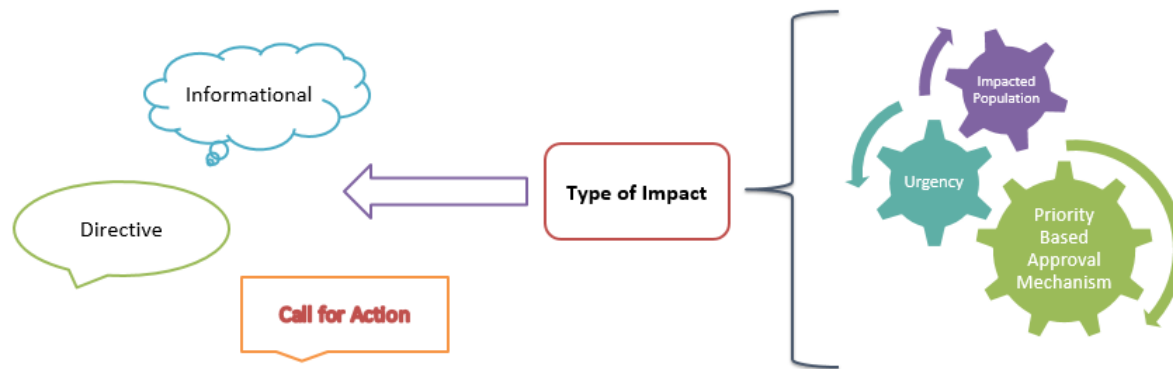 Informational
Directive
Call for Action
Type of Impact
Impacted
Population
Urgency
Priority
Based
Approval
Mechanism